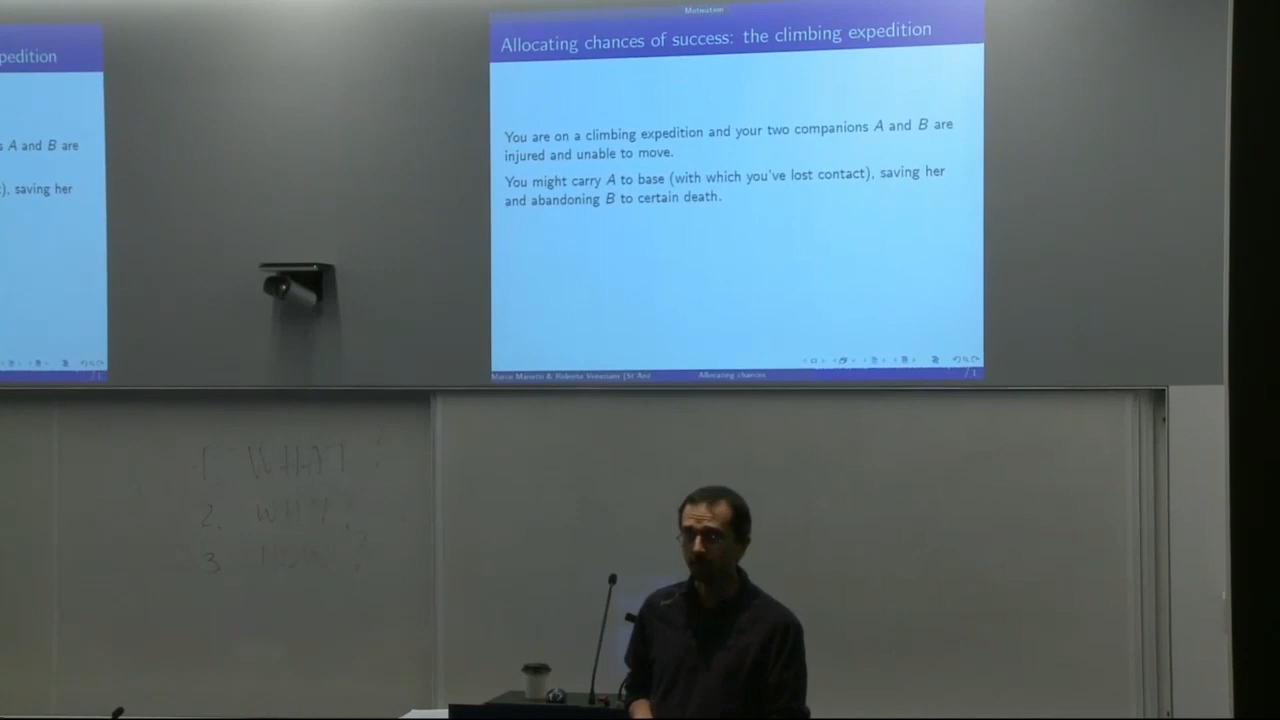 Motivation
Allocating chances of success: the climbing expedition
You are on a climbing expedition and your two companions A and B are
injured and unable to move.
You might carry A to base (with which you've lost contact), saving her
and abandoning B to certain death.
Allocating chances
pedition
A and B are
), saving her
1 WHAT?
2. WHY?
3